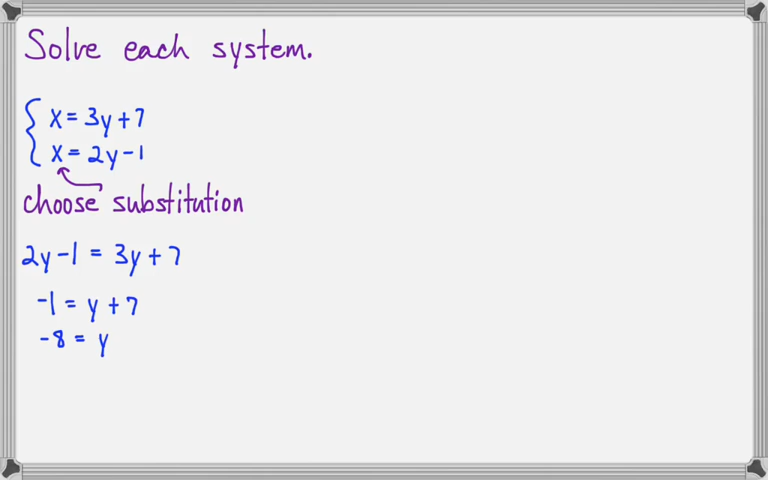 Solve each system.
x = 3y + 7
x = 2y - 1
choose substitution
2y - 1 = 3y + 7
-1 = y + 7
-8 = y